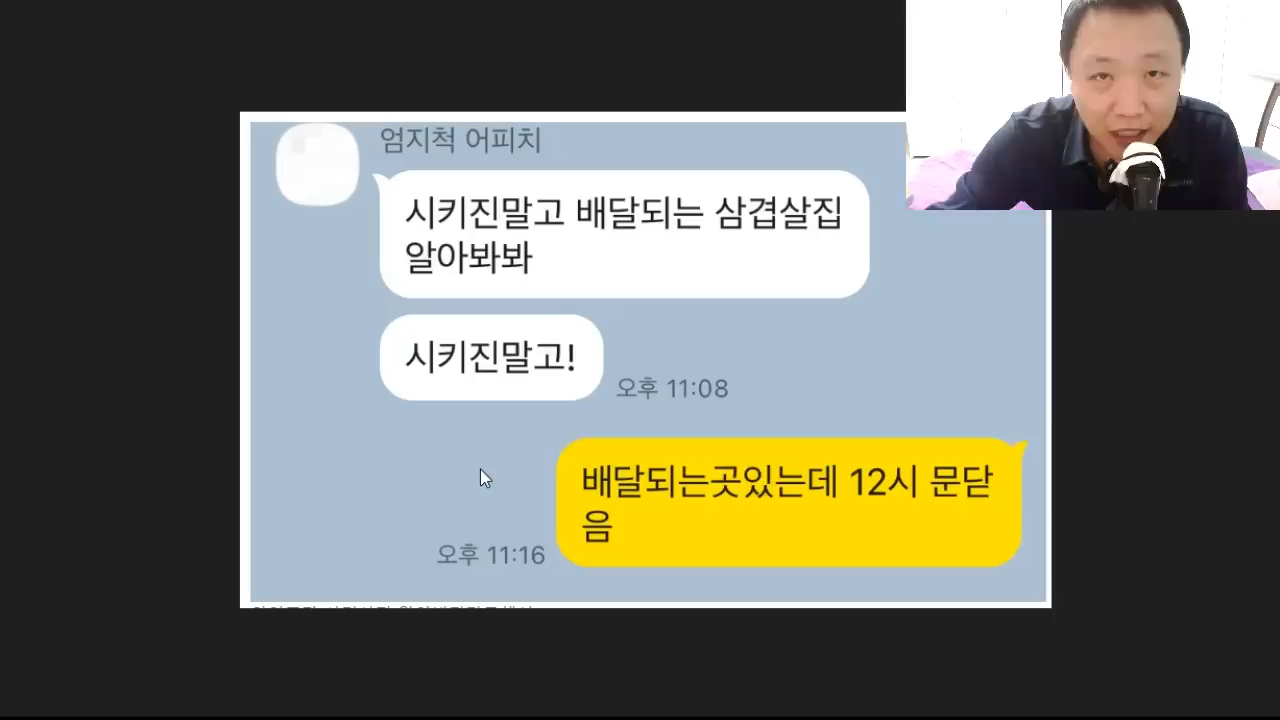 엄지척 어피치
시키진말고 배달되는 삼겹살집
알아봐봐
시키진말고!
오후 11:08
배달되는곳있는데 12시 문닫
음
오후 11:16